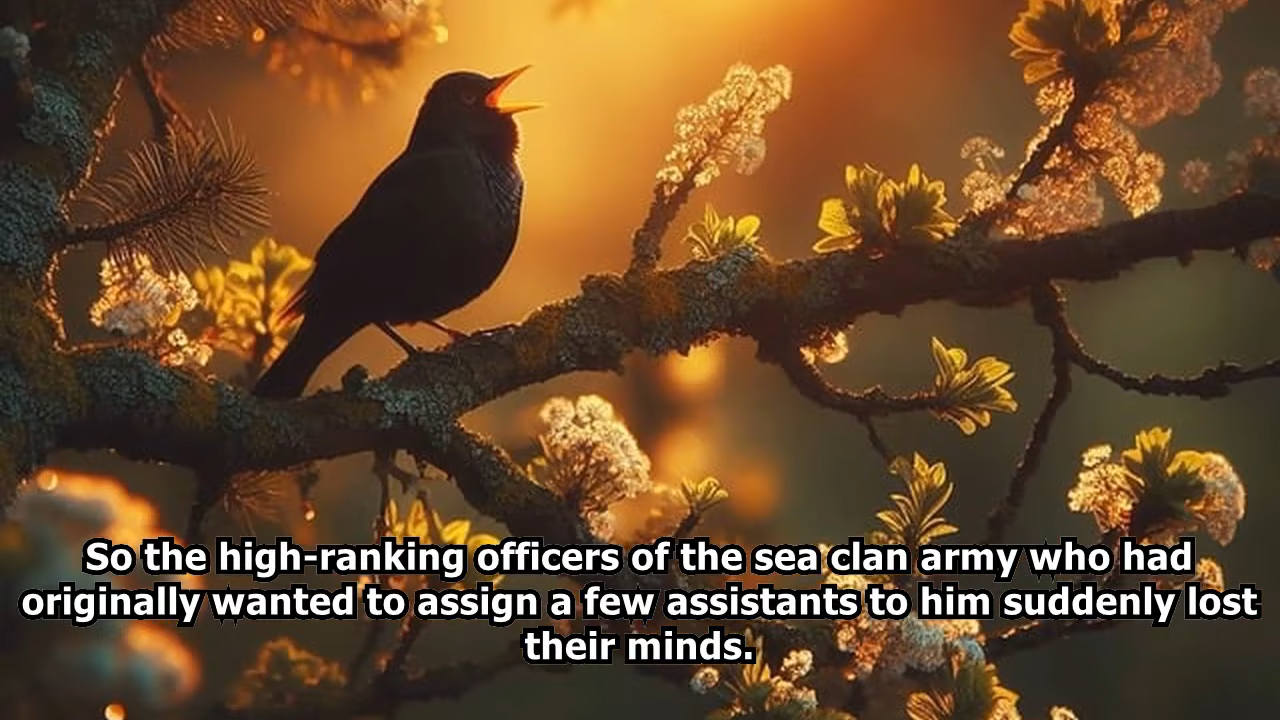 So the high-ranking officers of the sea clan army who had
originally wanted to assign a few assistants to him suddenly lost
their minds.